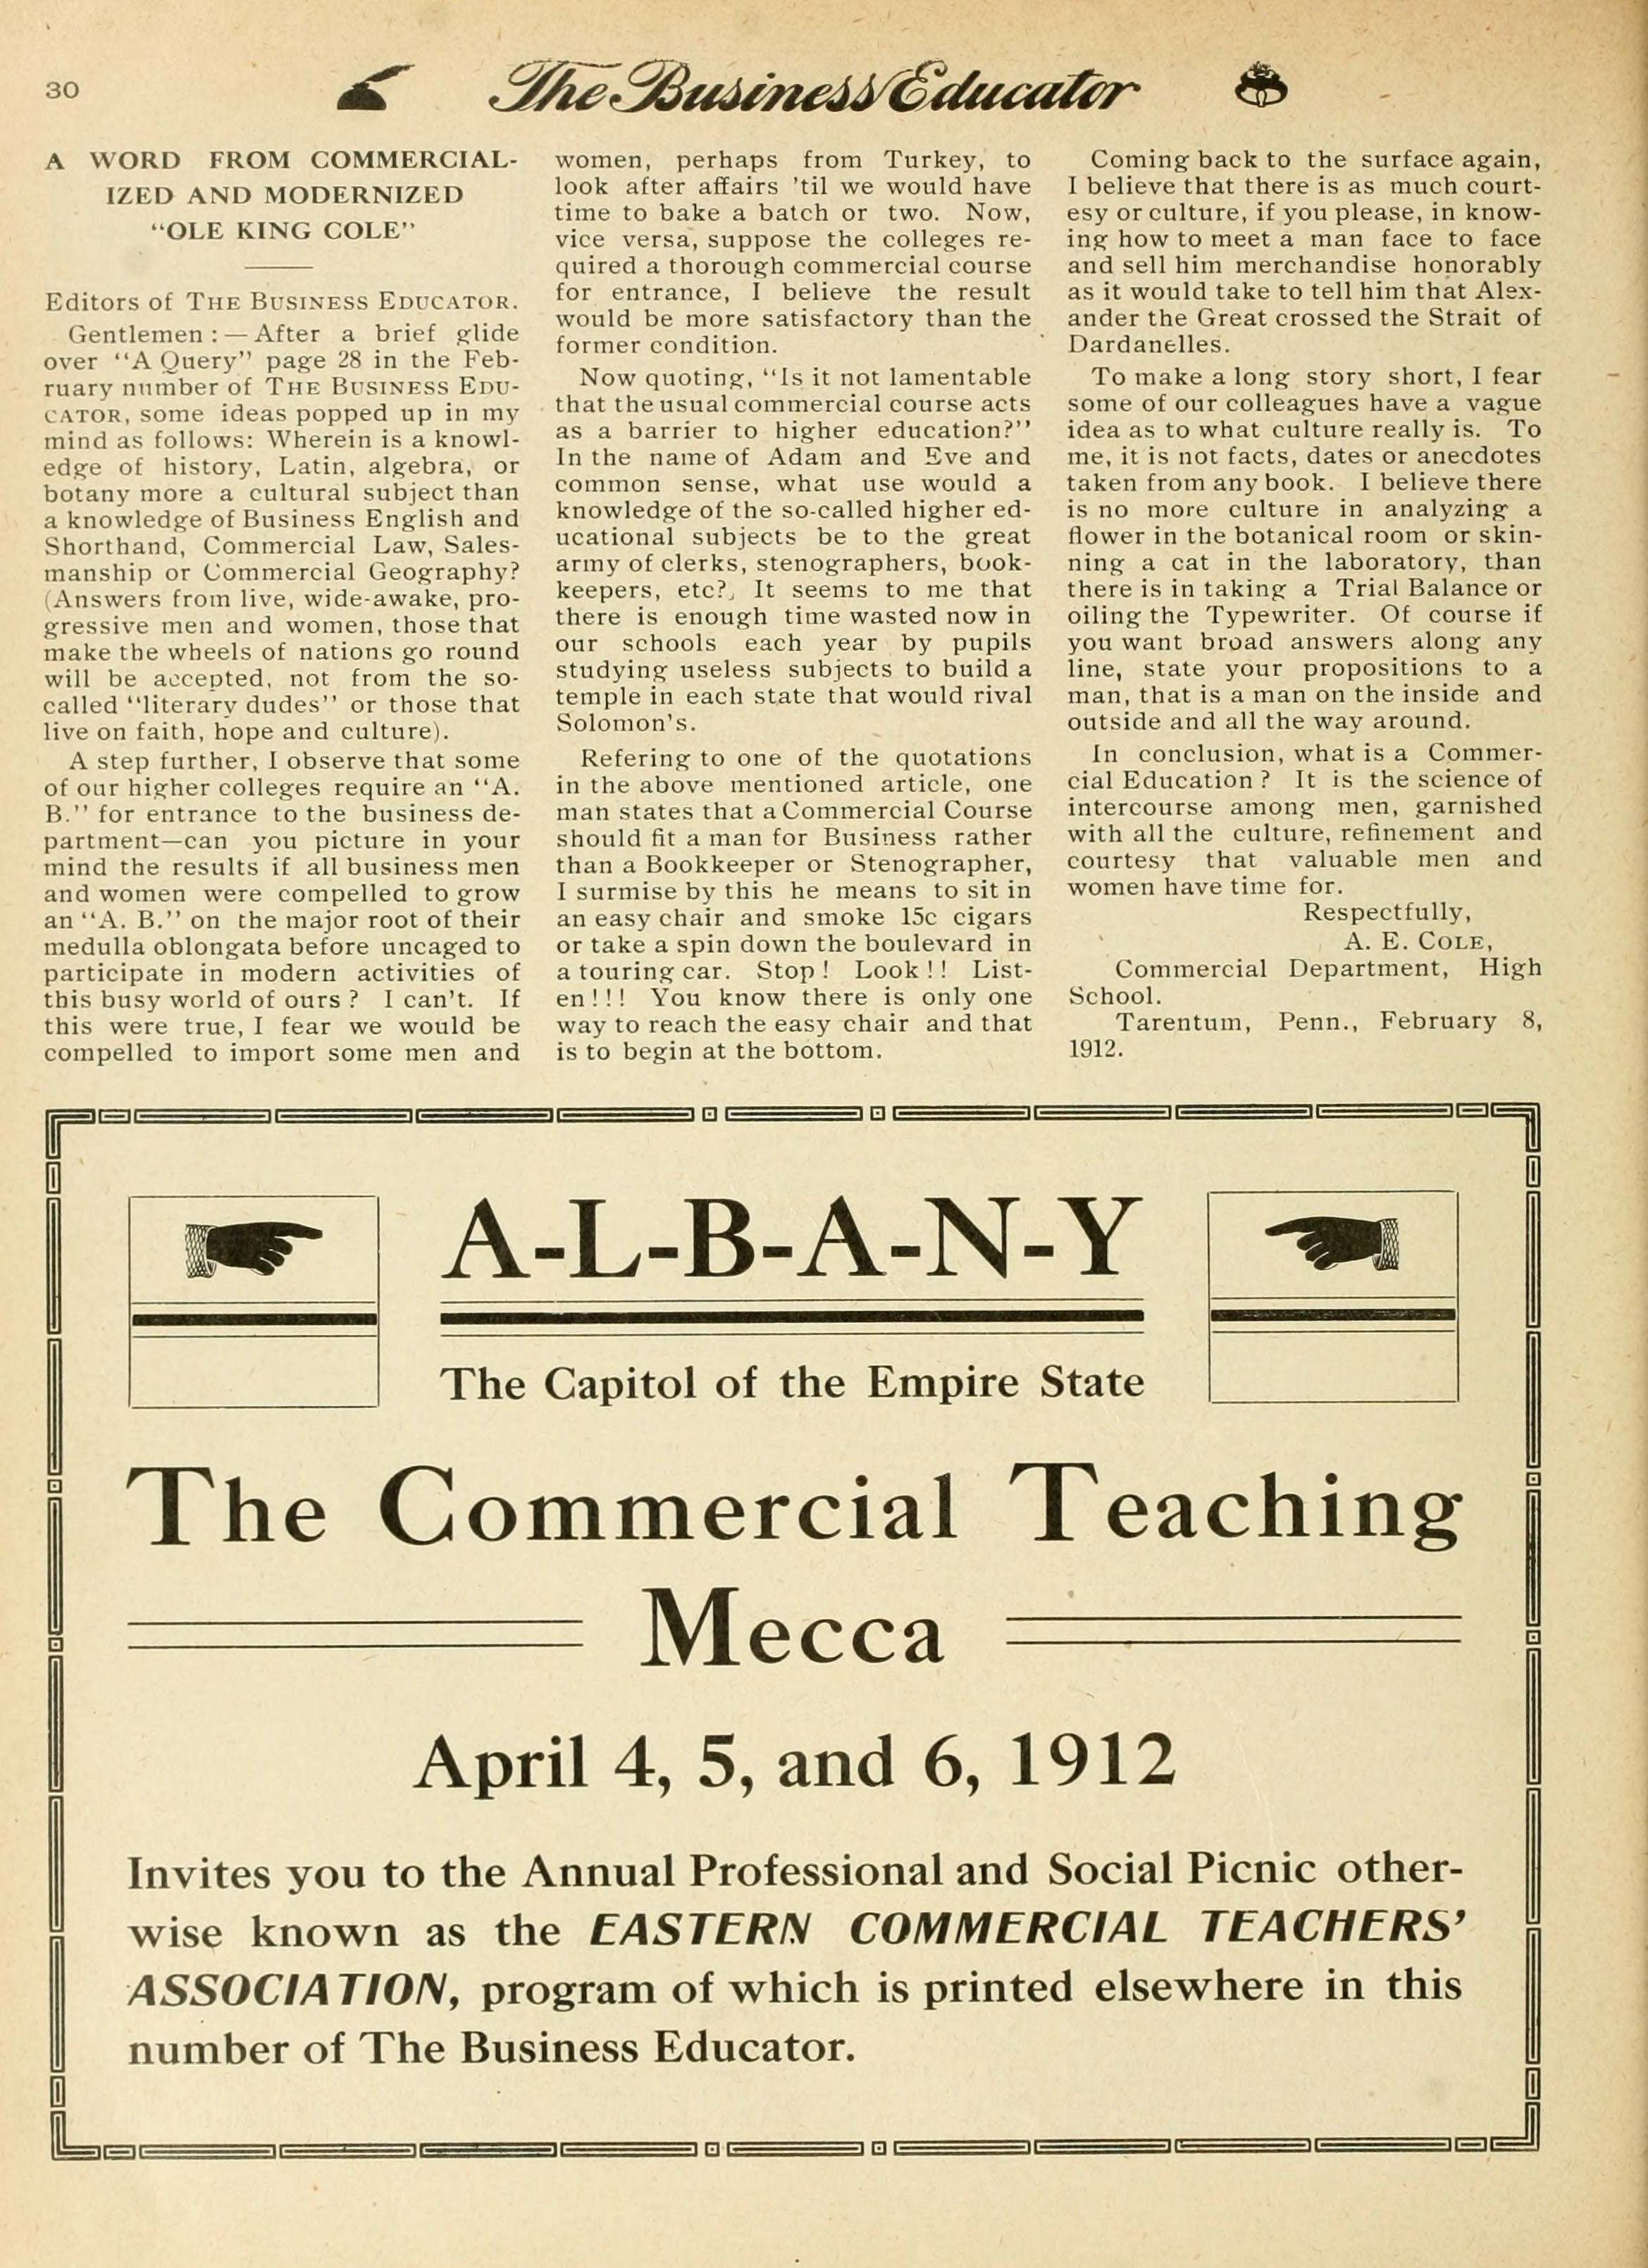 30
The Business Educator
A WORD FROM COMMERCIAL-
IZED AND MODERNIZED
"OLE KING COLE"
Editors of THE BUSINESS EDUCATOR.
Gentlemen:—After a brief glide
over "A Query" page 28 in the Feb-
ruary number of THE BUSINESS EDU-
CATOR, some ideas popped up in my
mind as follows: Wherein is a knowl-
edge of history, Latin, algebra, or
botany more a cultural subject than
a knowledge of Business English and
Shorthand, Commercial Law, Sales-
manship or Commercial Geography?
(Answers from live, wide-awake, pro-
gressive men and women, those that
make the wheels of nations go round
will be accepted, not from the so-
called "literary dudes" or those that
live on faith, hope and culture).
A step further, I observe that some
of our higher colleges require an "A.
B." for entrance to the business de-
partment—can you picture in your
mind the results if all business men
and women were compelled to grow
an "A. B." on the major root of their
medulla oblongata before uncaged to
participate in modern activities of
this busy world of ours? I can't. If
this were true, I fear we would be
compelled to import some men and
women, perhaps from Turkey, to
look after affairs 'til we would have
time to bake a batch or two. Now,
vice versa, suppose the colleges re-
quired a thorough commercial course
for entrance, I believe the result
would be more satisfactory than the
former condition.
Now quoting, "Is it not lamentable
that the usual commercial course acts
as a barrier to higher education?"
In the name of Adam and Eve and
common sense, what use would a
knowledge of the so-called higher ed-
ucational subjects be to the great
army of clerks, stenographers, book-
keepers, etc?, It seems to me that
there is enough time wasted now in
our schools each year by pupils
studying useless subjects to build a
temple in each state that would rival
Solomon's.
Refering to one of the quotations
in the above mentioned article, one
man states that a Commercial Course
should fit a man for Business rather
than a Bookkeeper or Stenographer,
I surmise by this he means to sit in
an easy chair and smoke 15c cigars
or take a spin down the boulevard in
a touring car. Stop! Look!! List-
en!!! You know there is only one
way to reach the easy chair and that
is to begin at the bottom.
Coming back to the surface again,
I believe that there is as much court-
esy or culture, if you please, in know-
ing how to meet a man face to face
and sell him merchandise honorably
as it would take to tell him that Alex-
ander the Great crossed the Strait of
Dardanelles.
To make a long story short, I fear
some of our colleagues have a vague
idea as to what culture really is. To
me, it is not facts, dates or anecdotes
taken from any book. I believe there
is no more culture in analyzing a
flower in the botanical room or skin-
ning a cat in the laboratory, than
there is in taking a Trial Balance or
oiling the Typewriter. Of course if
you want broad answers along any
line, state your propositions to a
man, that is a man on the inside and
outside and all the way around.
In conclusion, what is a Commer-
cial Education? It is the science of
intercourse among men, garnished
with all the culture, refinement and
courtesy that valuable men and
women have time for.
Respectfully,
A. E. COLE,
Commercial Department, High
School.
Tarentum, Penn., February 8,
1912.
A-L-B-A-N-Y
The Capitol of the Empire State
The Commercial Teaching
Mecca
April 4, 5, and 6, 1912
Invites you to the Annual Professional and Social Picnic other-
wise known as the EASTERN COMMERCIAL TEACHERS'
ASSOCIATION, program of which is printed elsewhere in this
number of The Business Educator.